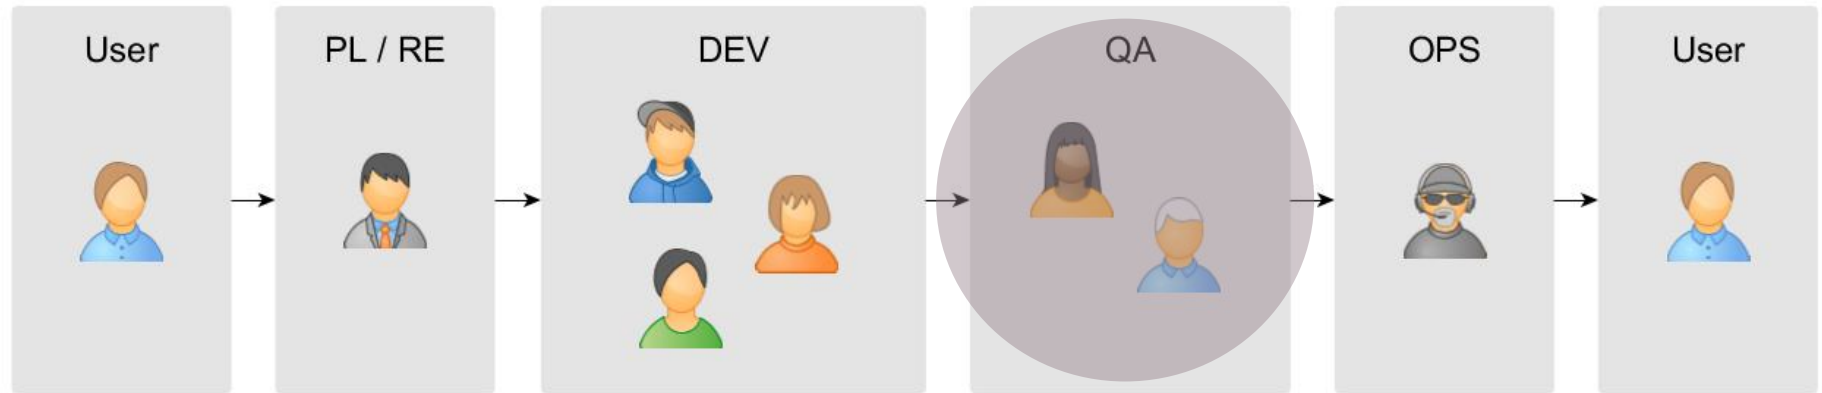 User
PL / RE
DEV
QA
OPS
User